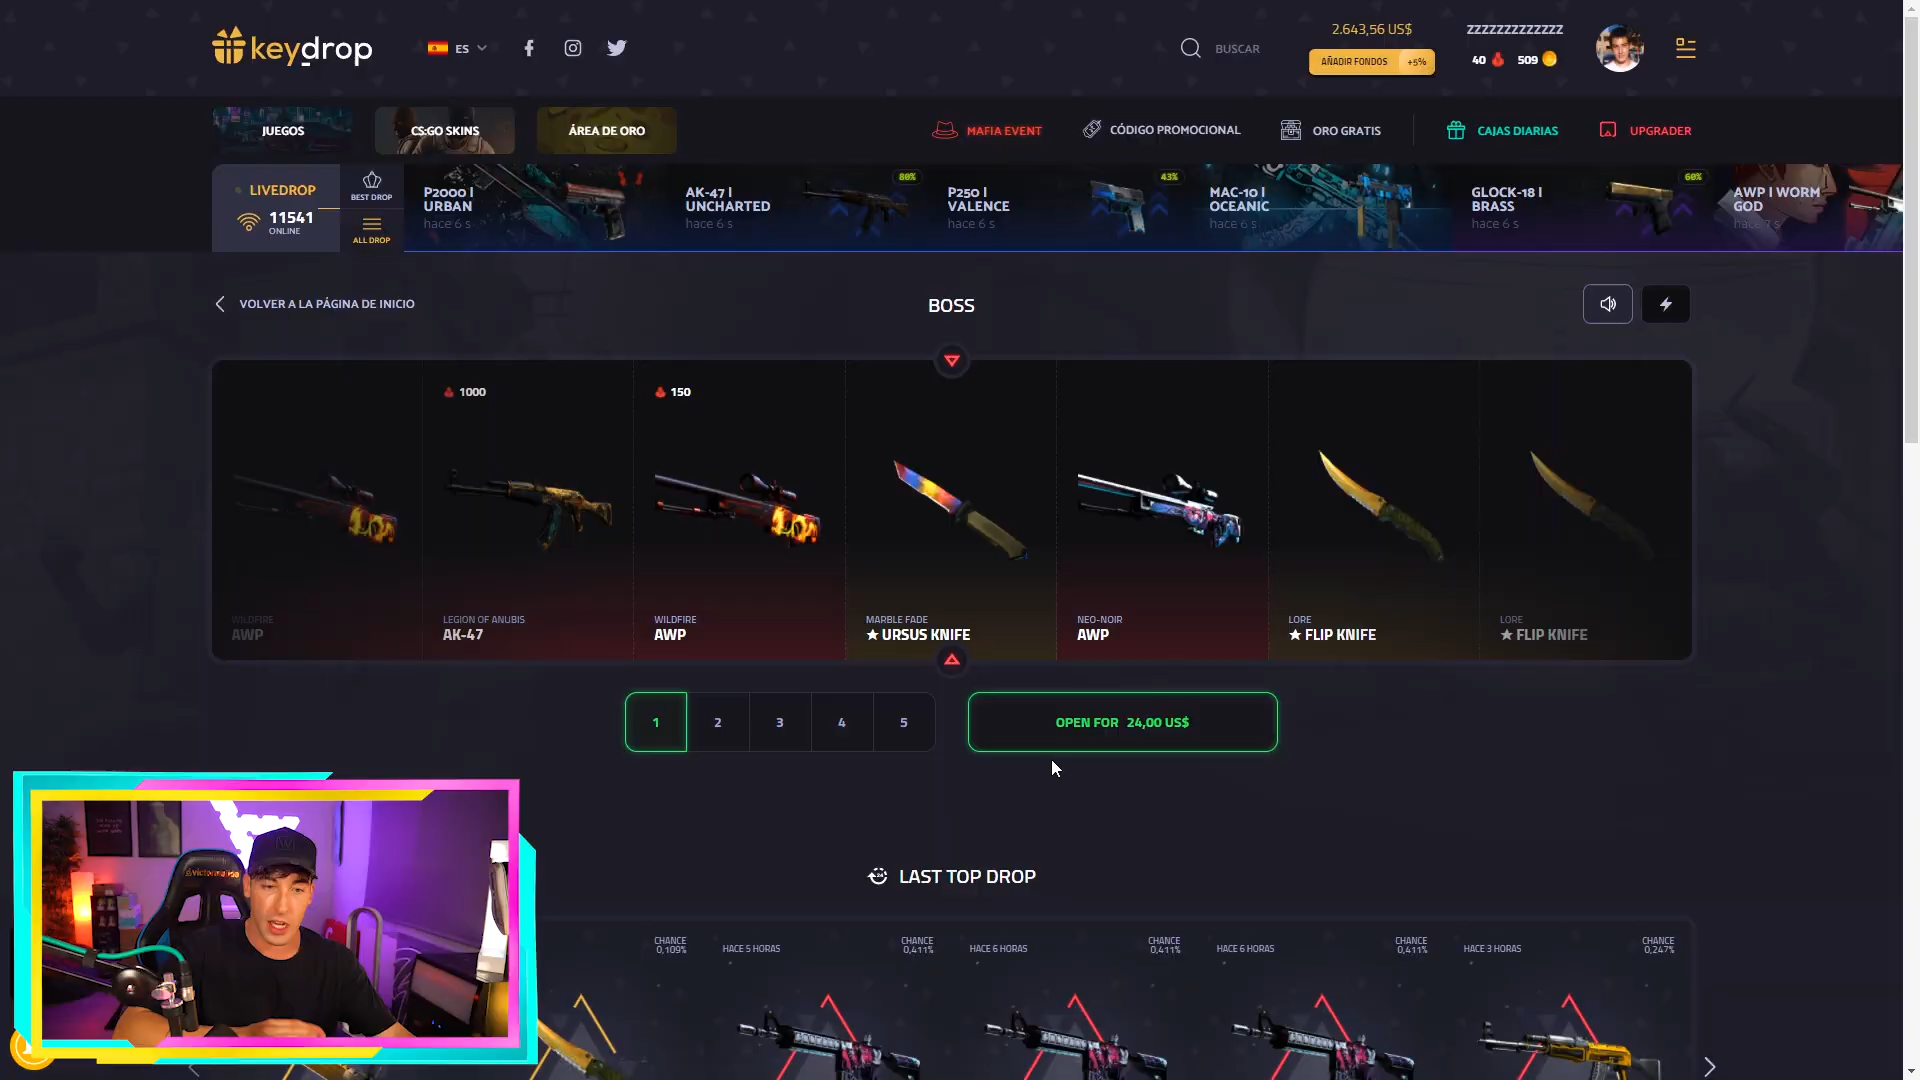 keydrop
ES
BUSCAR
2.643,56 US$
AÑADIR FONDOS +5%
ZZZZZZZZZZZZZ
40 509
JUEGOS
CS:GO SKINS
ÁREA DE ORO
MAFIA EVENT
CÓDIGO PROMOCIONAL
ORO GRATIS
CAJAS DIARIAS
UPGRADER
LIVEDROP
11541
ONLINE
BEST DROP
ALL DROP
P2000 |
URBAN
hace 6 s
AK-47 |
UNCHARTED
hace 6 s
80%
P250 |
VALENCE
hace 6 s
43%
MAC-10 |
OCEANIC
hace 6 s
GLOCK-18 |
BRASS
hace 6 s
60%
AWP | WORM
GOD
hace 7 s
VOLVER A LA PÁGINA DE INICIO
BOSS
1000
150
WILDFIRE
AWP
LEGION OF ANUBIS
AK-47
WILDFIRE
AWP
MARBLE FADE
★ URSUS KNIFE
NEO-NOIR
AWP
LORE
★ FLIP KNIFE
LORE
★ FLIP KNIFE
1 2 3 4 5
OPEN FOR 24,00 US$
LAST TOP DROP
CHANCE
0,109%
HACE 5 HORAS
CHANCE
0,411%
HACE 6 HORAS
CHANCE
0,411%
HACE 6 HORAS
CHANCE
0,411%
HACE 3 HORAS
CHANCE
0,247%